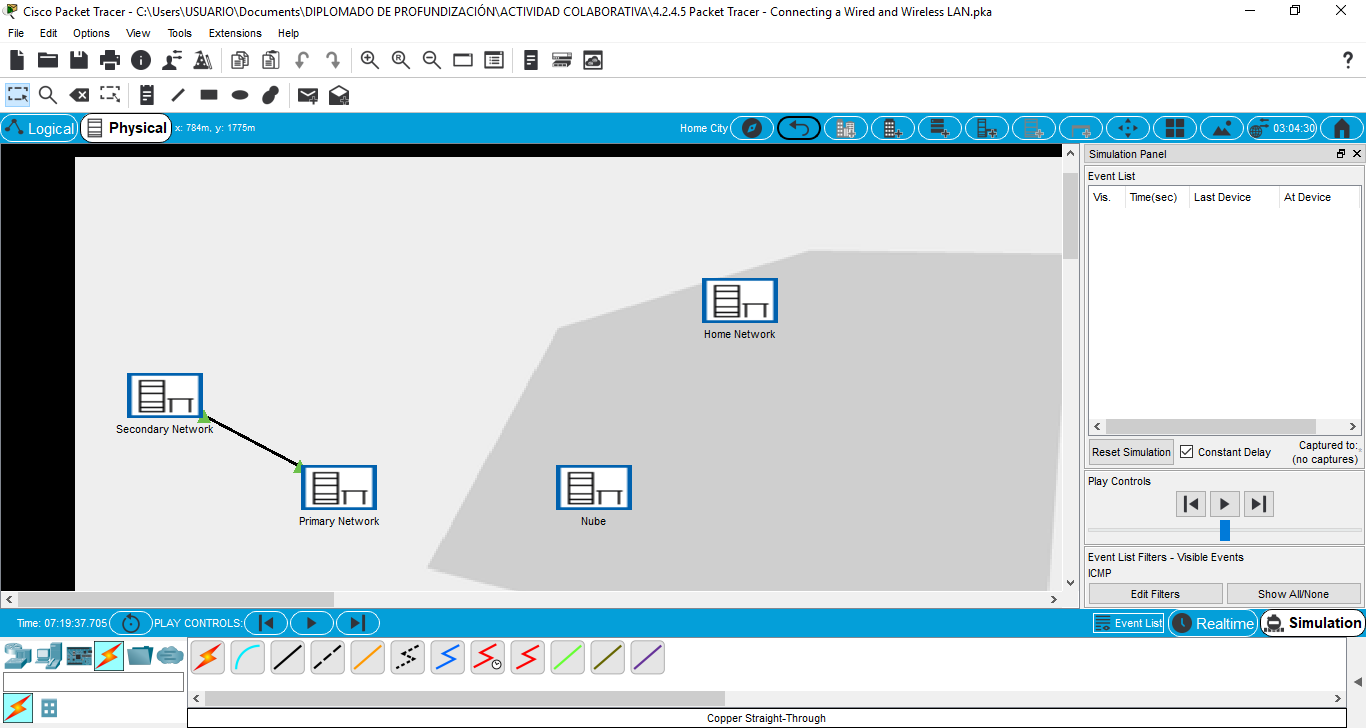 Cisco Packet Tracer - C:\Users\USUARIO\Documents\DIPLOMADO DE PROFUNDIZACIÓN\ACTIVIDAD COLABORATIVA\4.2.4.5 Packet Tracer - Connecting a Wired and Wireless LAN.pka
File Edit Options View Tools Extensions Help
Logical Physical x: 784m, y: 1775m Home City 03:04:30
Simulation Panel
Event List
Vis. Time(sec) Last Device At Device
Home Network
Secondary Network
Primary Network
Nube
Reset Simulation Constant Delay Captured to:
(no captures)
Play Controls
Event List Filters - Visible Events
ICMP
Edit Filters Show All/None
Time: 07:19:37.705 PLAY CONTROLS: Event List Realtime Simulation
Copper Straight-Through